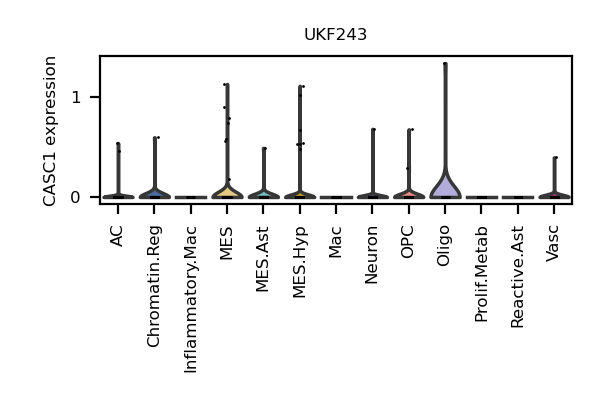 UKF243
CASC1 expression
1
0
AC
Chromatin.Reg
Inflammatory.Mac
MES
MES.Ast
MES.Hyp
Mac
Neuron
OPC
Oligo
Prolif.Metab
Reactive.Ast
Vasc